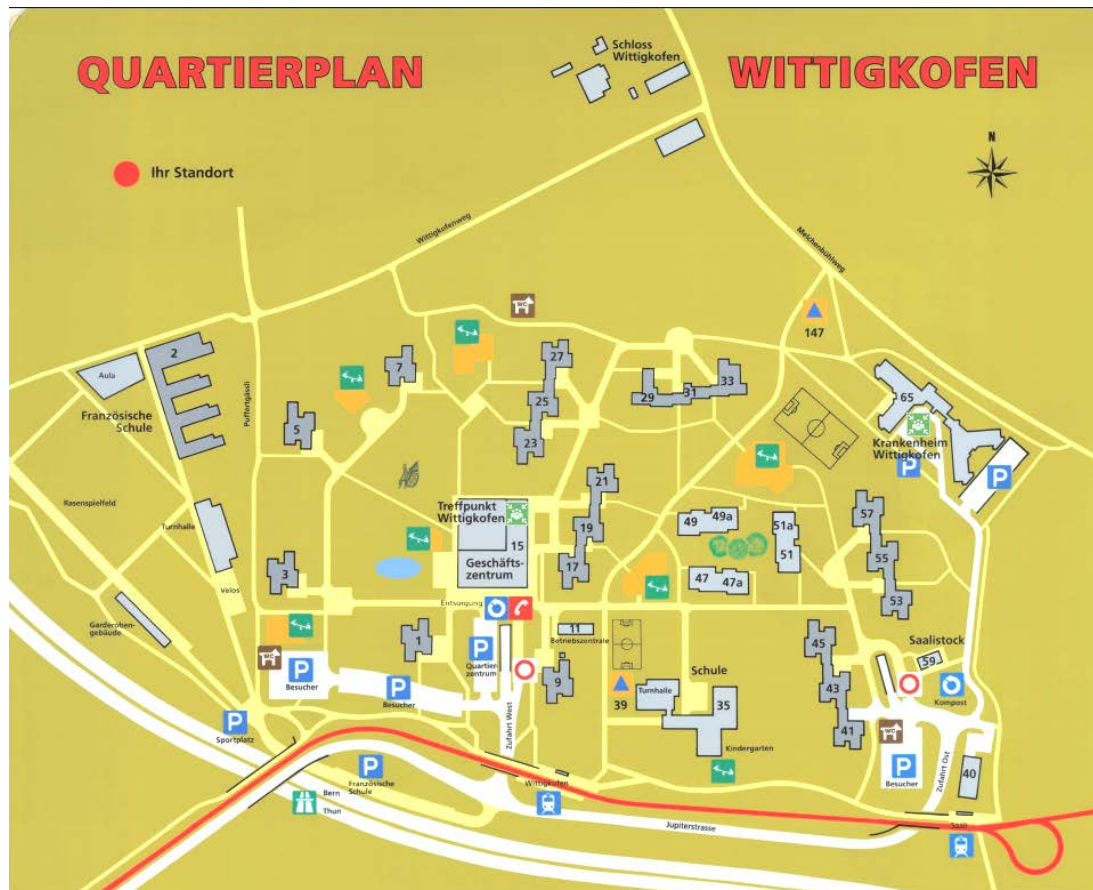 QUARTIERPLAN
WITTIGKOFEN
Schloss
Wittigkofen
N
Ihr Standort
Wittigkofenweg
Melchenbühlweg
WC
147
27
7
2
33
29
31
Aula
65
25
Französische
Schule
Puffertgässli
5
23
Krankenheim
Wittigkofen
P
P
21
Rasenspielfeld
Treffpunkt
Wittigkofen
57
49
49a
51a
Turnhalle
19
15
51
Geschäfts-
zentrum
17
55
3
47
47a
Velos
Entsorgung
53
Garderoben-
gebäude
11
Betriebszentrale
1
45
Saalistock
59
WC
P
Besucher
P
Quartier-
zentrum
9
Schule
P
Besucher
39
Turnhalle
43
Kompost
35
P
Sportplatz
Zufahrt West
41
WC
Kindergarten
P
Französische
Schule
Wittigkofen
P
Besucher
Zufahrt Ost
40
Bern
Thun
Jupiterstrasse
Saali